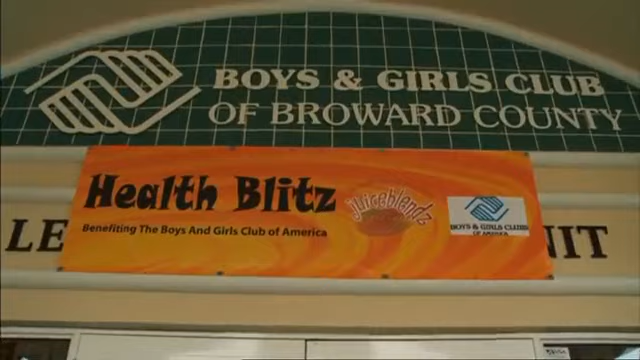 BOYS & GIRLS CLUB
OF BROWARD COUNTY
Health Blitz
Benefiting The Boys And Girls Club of America
juiceblendz
BOYS & GIRLS CLUBS
OF AMERICA
LE
NIT